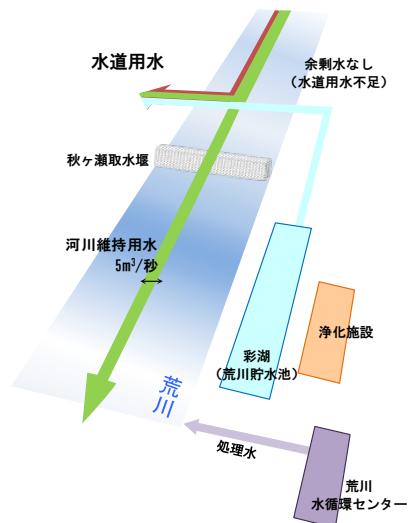 水道用水
余剰水なし
(水道用水不足)
秋ヶ瀬取水堰
河川維持用水
5m³/秒
浄化施設
彩湖
(荒川貯水池)
荒川
処理水
荒川
水循環センター